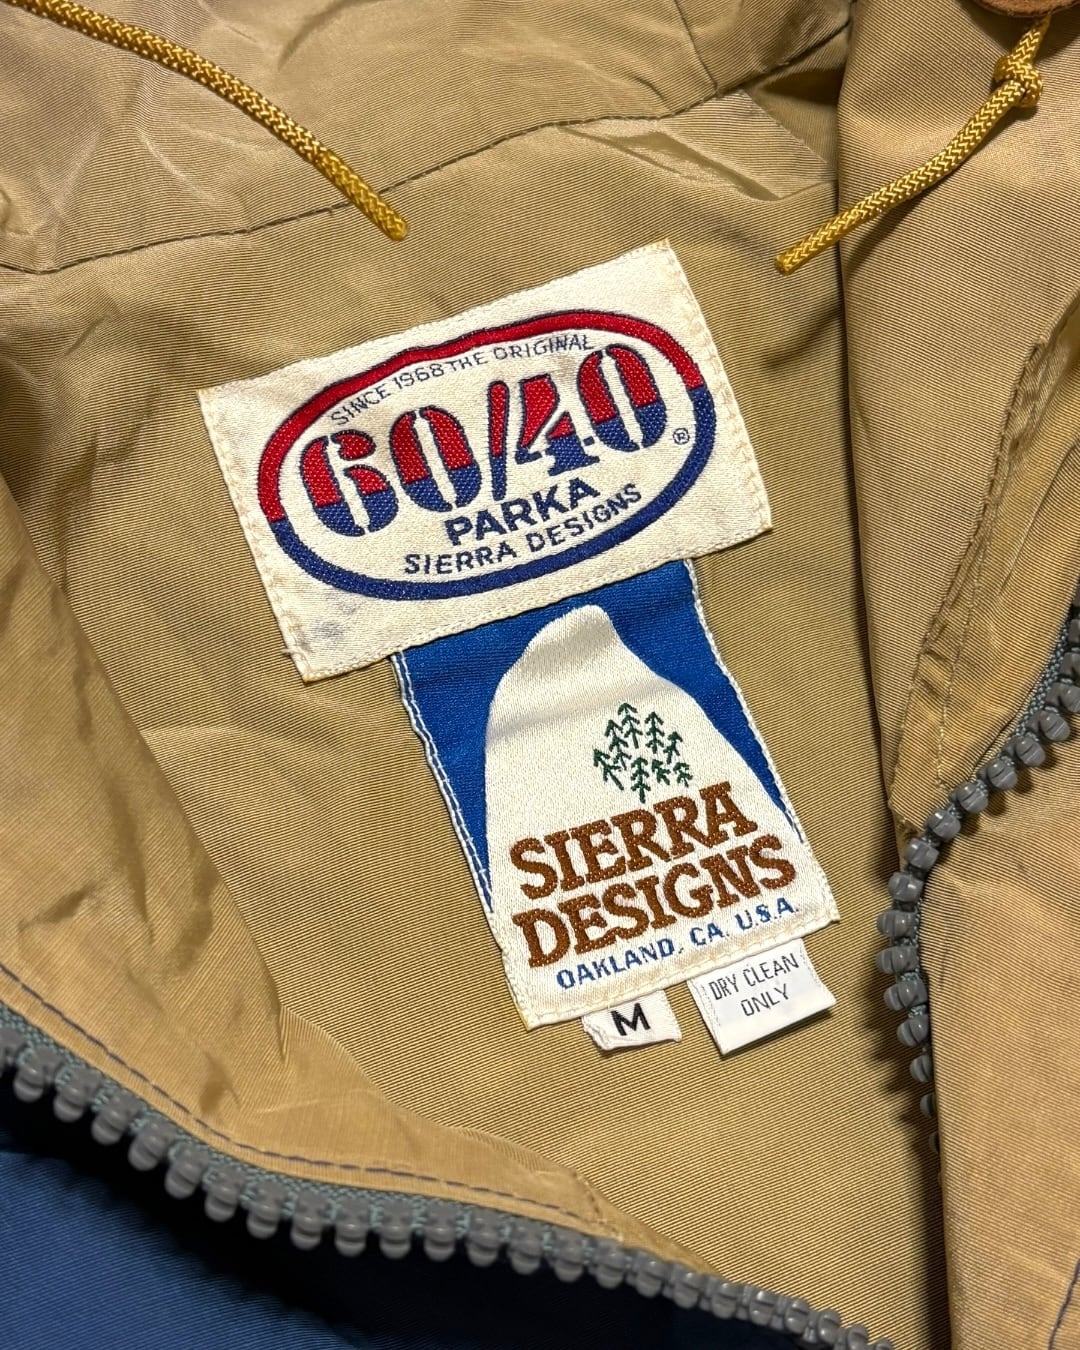 SINCE 1968 THE ORIGINAL
60/40®
PARKA
SIERRA DESIGNS
SIERRA
DESIGNS
OAKLAND, CA. U.S.A.
M
DRY CLEAN
ONLY